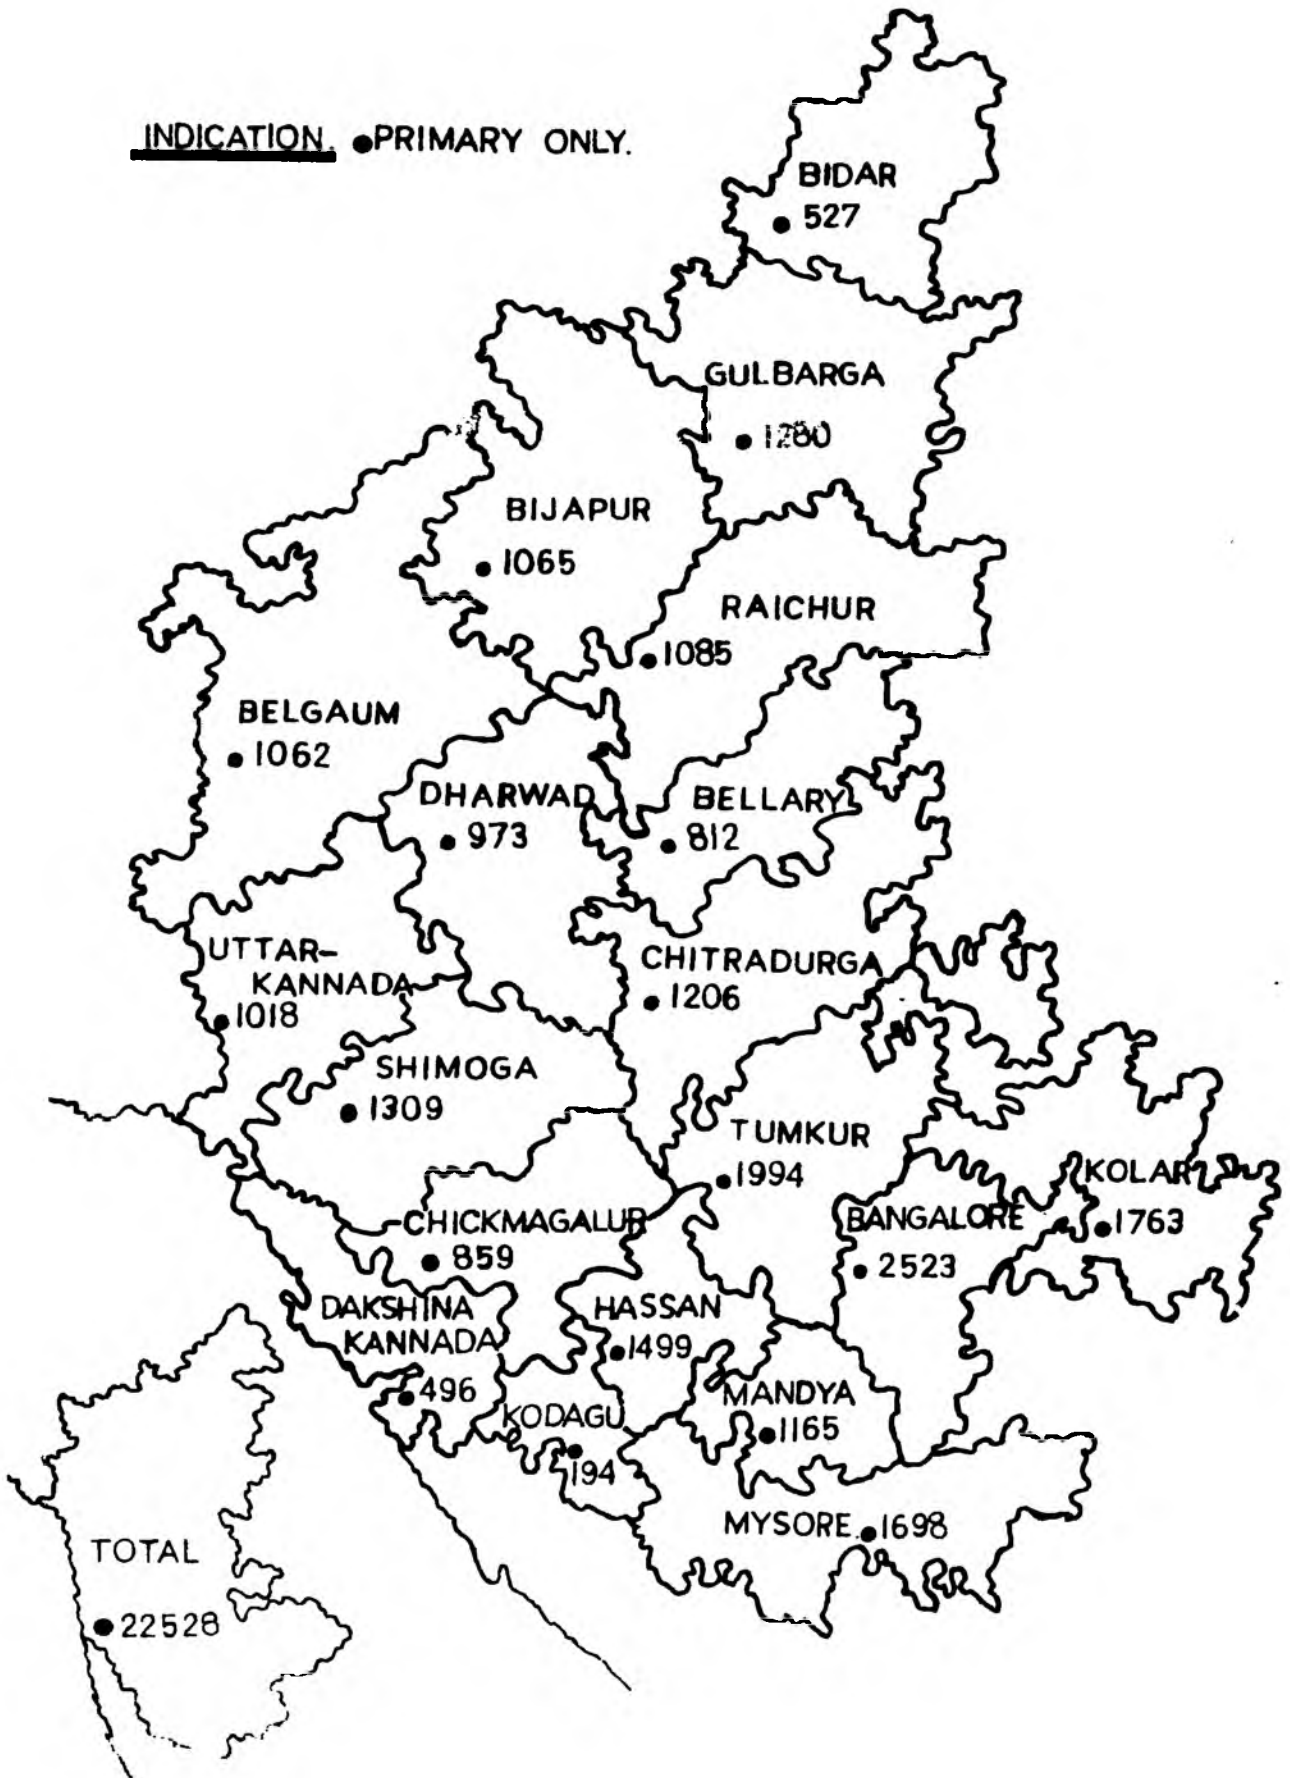 INDICATION. ●PRIMARY ONLY.
BIDAR
● 527
GULBARGA
● 1280
BIJAPUR
● 1065
RAICHUR
●1085
BELGAUM
● 1062
DHARWAD
● 973
BELLARY
● 812
UTTAR-
KANNADA
●1018
CHITRADURGA
● 1206
SHIMOGA
● 1309
TUMKUR
●1994
KOLAR
●1763
BANGALORE
● 2523
CHICKMAGALUR
● 859
DAKSHINA
KANNADA
●496
HASSAN
●1499
MANDYA
●1165
KODAGU
●194
MYSORE.●1698
TOTAL
●22528